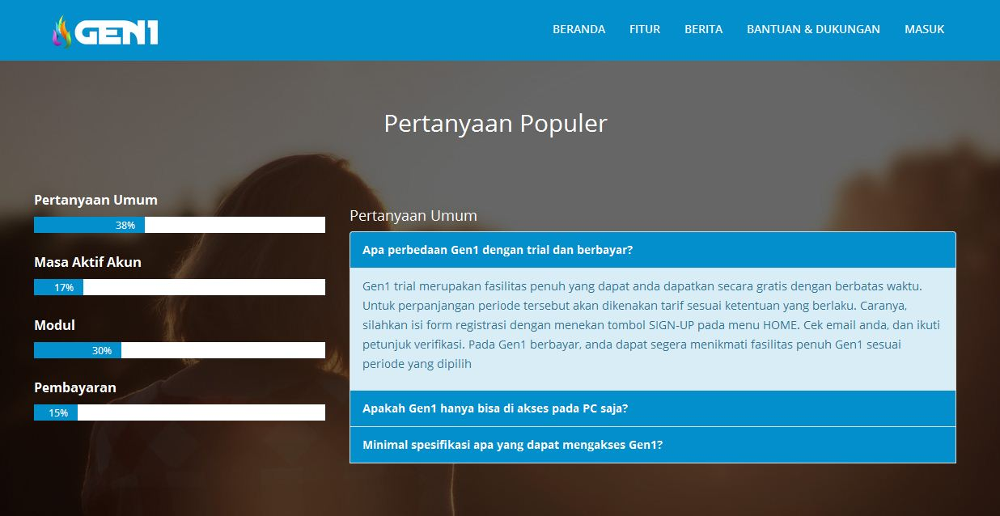 GEN1
BERANDA FITUR BERITA BANTUAN & DUKUNGAN MASUK
Pertanyaan Populer
Pertanyaan Umum
38%
Masa Aktif Akun
17%
Modul
30%
Pembayaran
15%
Pertanyaan Umum
Apa perbedaan Gen1 dengan trial dan berbayar?
Gen1 trial merupakan fasilitas penuh yang dapat anda dapatkan secara gratis dengan berbatas waktu.
Untuk perpanjangan periode tersebut akan dikenakan tarif sesuai ketentuan yang berlaku. Caranya,
silahkan isi form registrasi dengan menekan tombol SIGN-UP pada menu HOME. Cek email anda, dan ikuti
petunjuk verifikasi. Pada Gen1 berbayar, anda dapat segera menikmati fasilitas penuh Gen1 sesuai
periode yang dipilih
Apakah Gen1 hanya bisa di akses pada PC saja?
Minimal spesifikasi apa yang dapat mengakses Gen1?